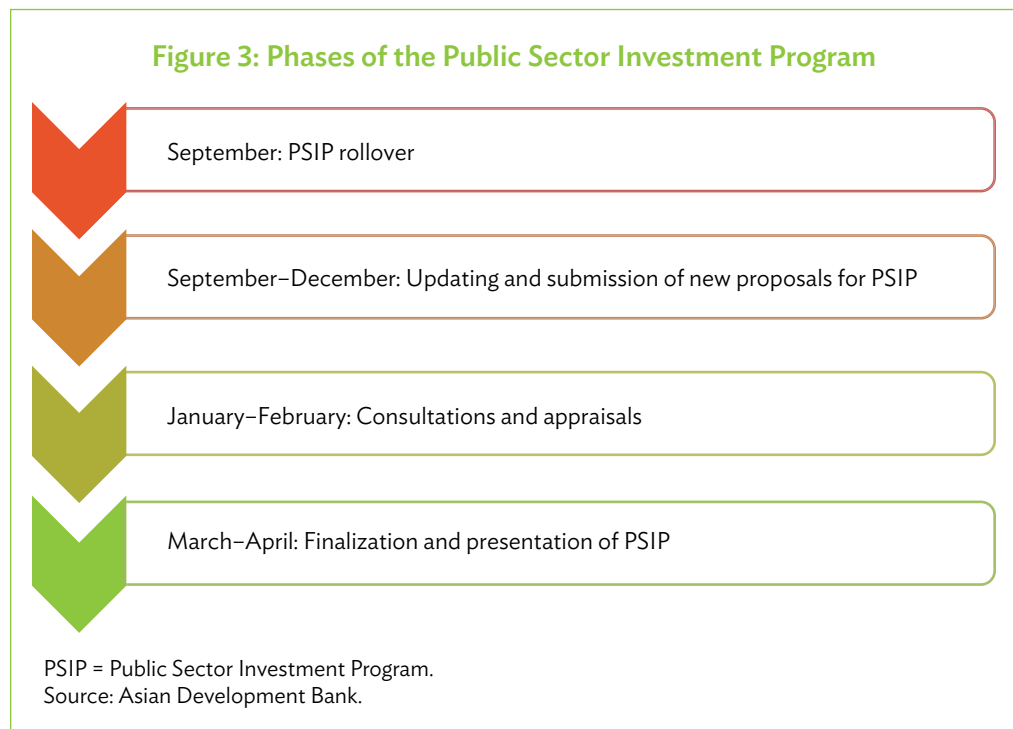 Figure 3: Phases of the Public Sector Investment Program
September: PSIP rollover
September–December: Updating and submission of new proposals for PSIP
January–February: Consultations and appraisals
March–April: Finalization and presentation of PSIP
PSIP = Public Sector Investment Program.
Source: Asian Development Bank.